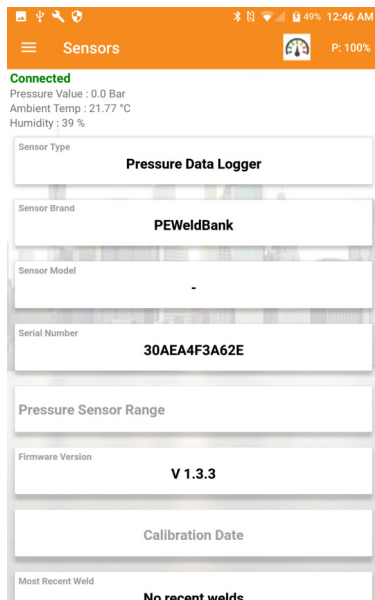 49% 12:46 AM
Sensors
P: 100%
Connected
Pressure Value : 0.0 Bar
Ambient Temp : 21.77 °C
Humidity : 39 %
Sensor Type
Pressure Data Logger
Sensor Brand
PEWeldBank
Sensor Model
-
Serial Number
30AEA4F3A62E
Pressure Sensor Range
Firmware Version
V 1.3.3
Calibration Date
Most Recent Weld
No recent welds